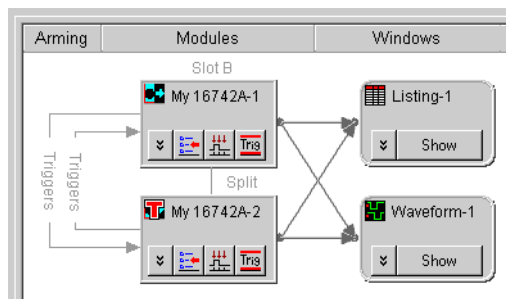 Arming Modules Windows
Slot B
My 16742A-1 Listing-1
Trig Show
Triggers Triggers
Split
My 16742A-2 Waveform-1
Trig Show